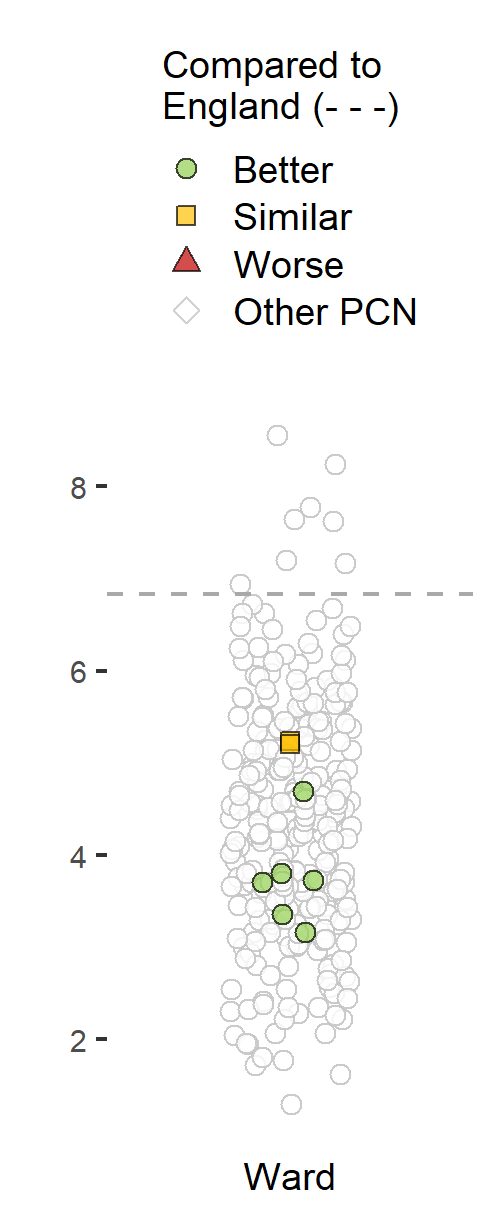 Compared to
England (- - -)
Better
Similar
Worse
Other PCN
8
6
4
2
Ward